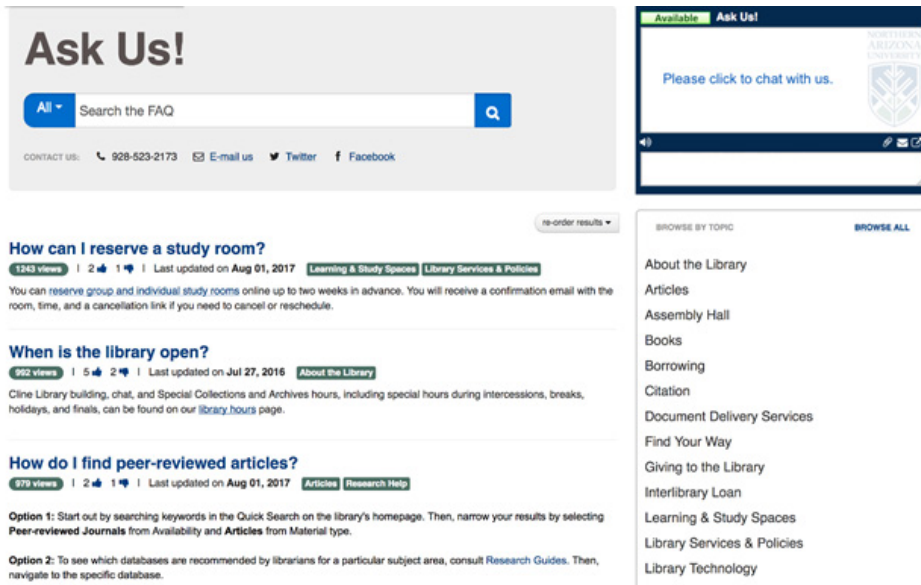 Ask Us!
All
Search the FAQ
CONTACT US: 928-523-2173 E-mail us Twitter Facebook
re-order results
How can I reserve a study room?
1243 views | 2 1 | Last updated on Aug 01, 2017 Learning & Study Spaces Library Services & Policies
You can reserve group and individual study rooms online up to two weeks in advance. You will receive a confirmation email with the
room, time, and a cancellation link if you need to cancel or reschedule.
When is the library open?
992 views | 5 2 | Last updated on Jul 27, 2016 About the Library
Cline Library building, chat, and Special Collections and Archives hours, including special hours during intercessions, breaks,
holidays, and finals, can be found on our library hours page.
How do I find peer-reviewed articles?
979 views | 2 1 | Last updated on Aug 01, 2017 Articles Research Help
Option 1: Start out by searching keywords in the Quick Search on the library's homepage. Then, narrow your results by selecting
Peer-reviewed Journals from Availability and Articles from Material type.
Option 2: To see which databases are recommended by librarians for a particular subject area, consult Research Guides. Then,
navigate to the specific database.
Available Ask Us!
NORTHERN
ARIZONA
UNIVERSITY
Please click to chat with us.
BROWSE BY TOPIC BROWSE ALL
About the Library
Articles
Assembly Hall
Books
Borrowing
Citation
Document Delivery Services
Find Your Way
Giving to the Library
Interlibrary Loan
Learning & Study Spaces
Library Services & Policies
Library Technology